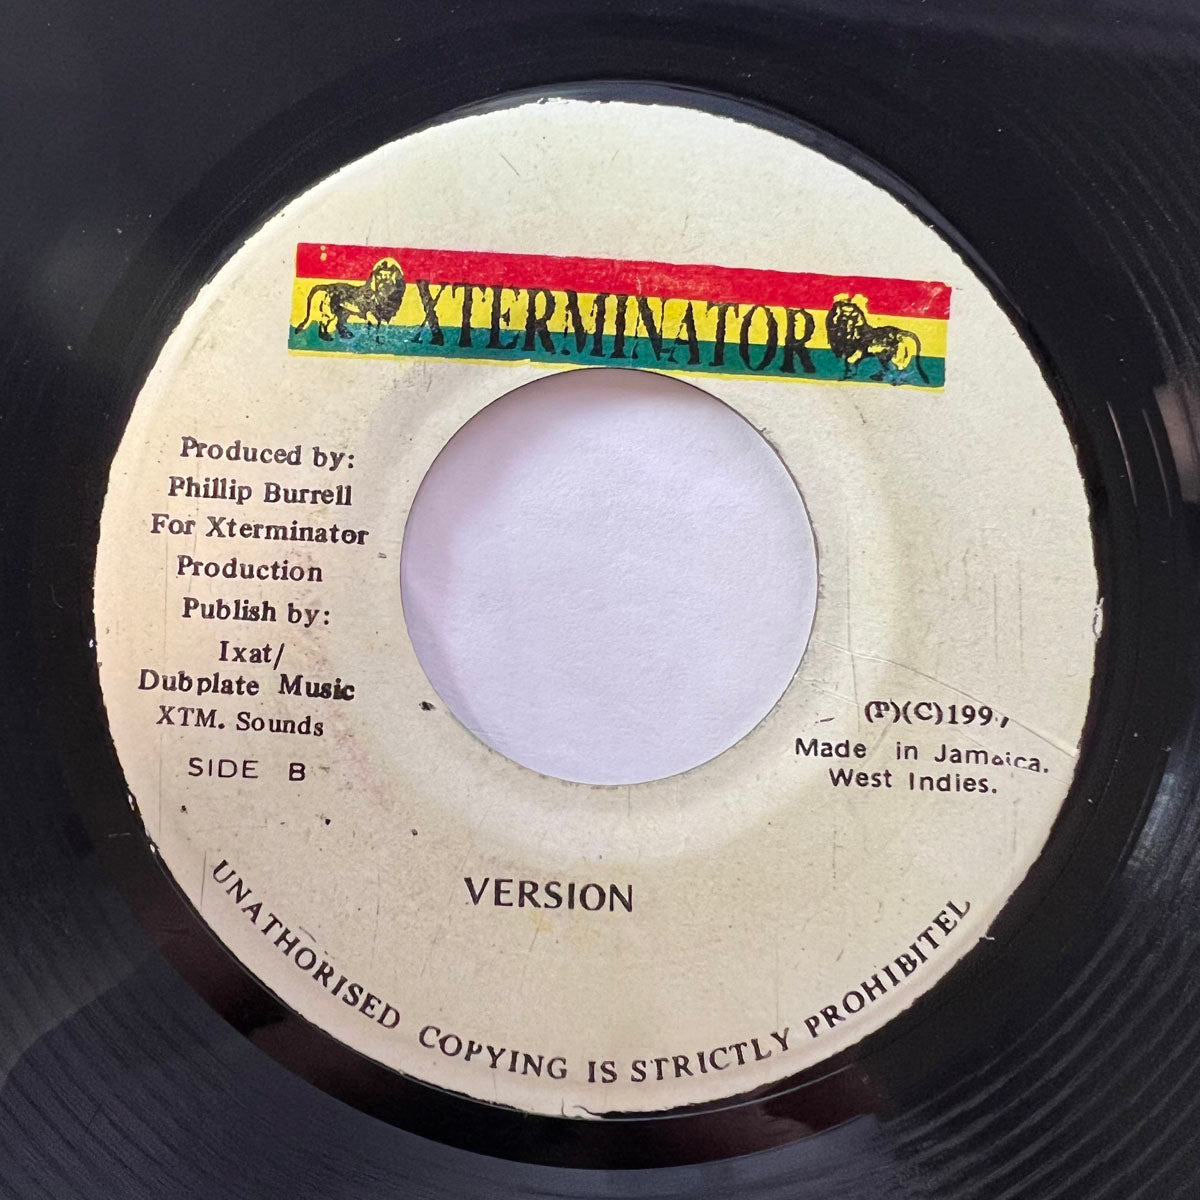 XTERMINATOR
Produced by:
Phillip Burrell
For Xterminator
Production
Publish by:
Ixat/
Dubplate Music
XTM. Sounds
SIDE B
(P)(C)199
Made in Jamaica.
West Indies.
VERSION
UNATHORISED COPYING IS STRICTLY PROHIBITEL